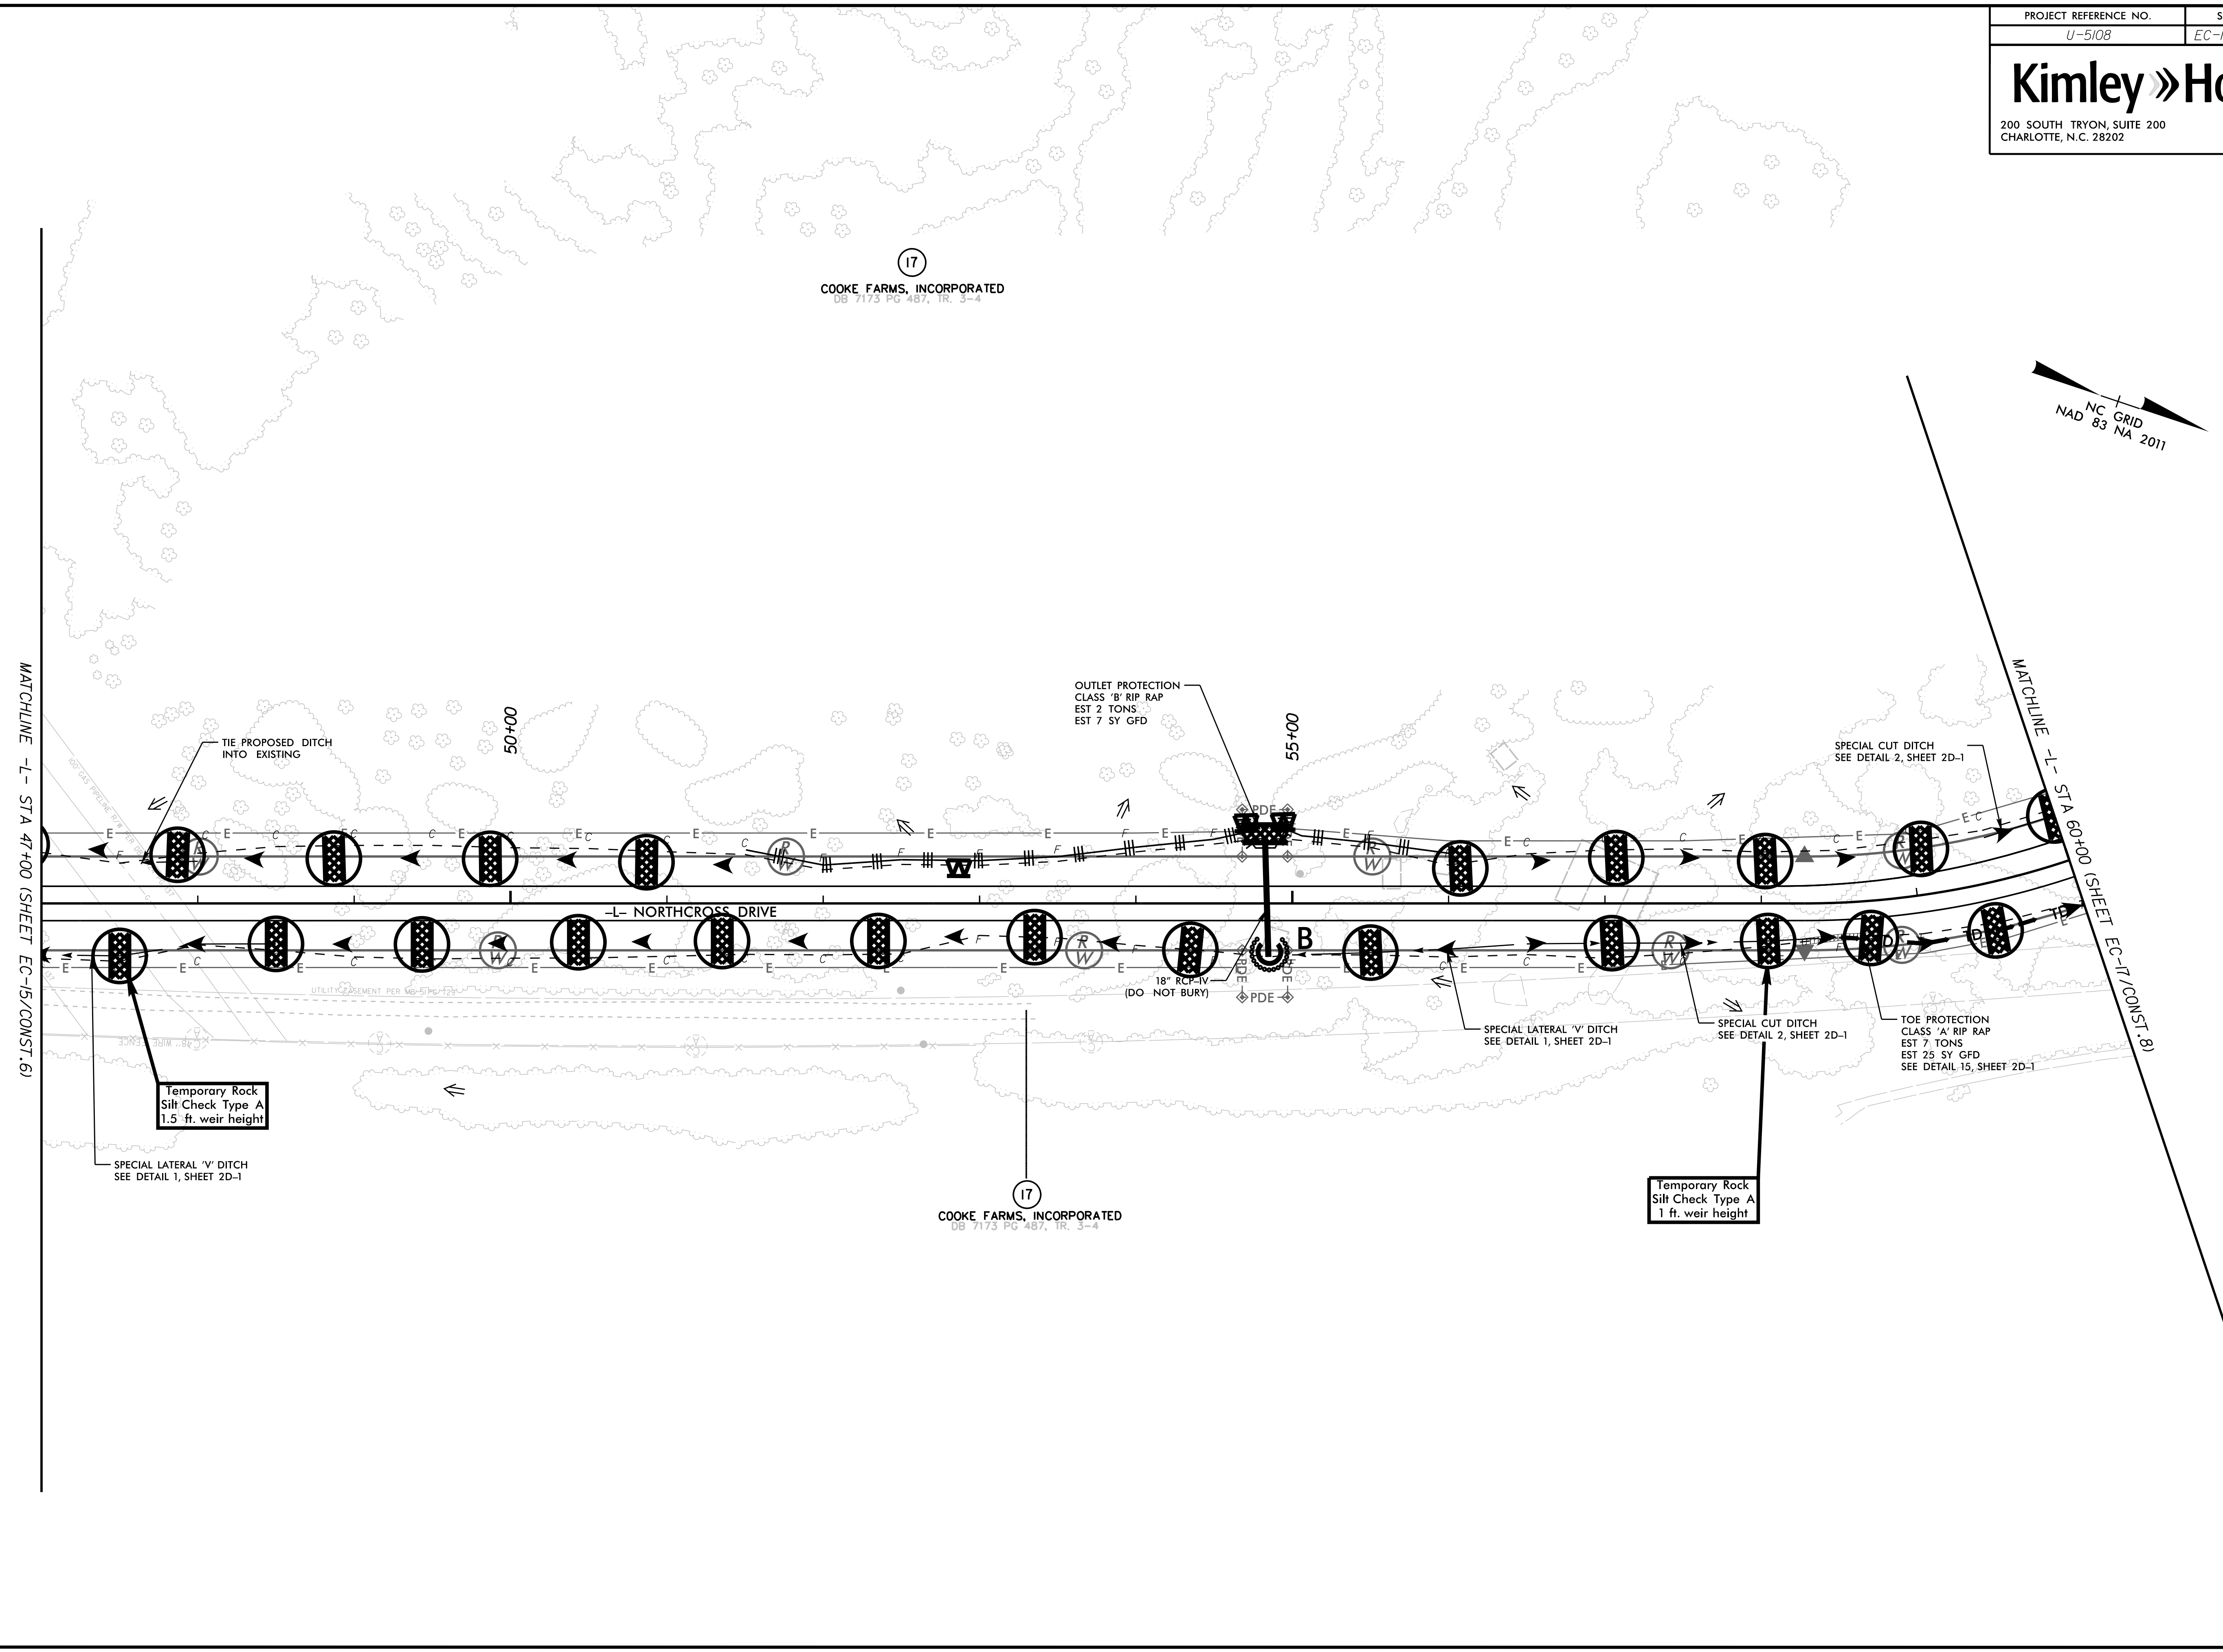 PROJECT REFERENCE NO.
U-5108
Kimley
200 SOUTH TRYON, SUITE 200
CHARLOTTE, N.C. 28202
17
COOKE FARMS, INCORPORATED
DB 7173 PG 487, TR. 3-4
NC GRID
NAD 83 NA 2011
MATCHLINE -L- STA 47+00 (SHEET EC-15/CONST.6)
MATCHLINE -L- STA 60+00 (SHEET EC-17/CONST.8)
OUTLET PROTECTION
CLASS 'B' RIP RAP
EST 2 TONS
EST 7 SY GFD
50+00
55+00
TIE PROPOSED DITCH
INTO EXISTING
SPECIAL CUT DITCH
SEE DETAIL 2, SHEET 2D-1
PDE
-L- NORTHCROSS DRIVE
B
18" RCP-IV
(DO NOT BURY)
PDE
UTILITY EASEMENT PER
SPECIAL LATERAL 'V' DITCH
SEE DETAIL 1, SHEET 2D-1
SPECIAL CUT DITCH
SEE DETAIL 2, SHEET 2D-1
TOE PROTECTION
CLASS 'A' RIP RAP
EST 7 TONS
EST 25 SY GFD
SEE DETAIL 15, SHEET 2D-1
4B. WIRE FENCE
Temporary Rock
Silt Check Type A
1.5 ft. weir height
SPECIAL LATERAL 'V' DITCH
SEE DETAIL 1, SHEET 2D-1
17
COOKE FARMS, INCORPORATED
DB 7173 PG 487, TR. 3-4
Temporary Rock
Silt Check Type A
1 ft. weir height